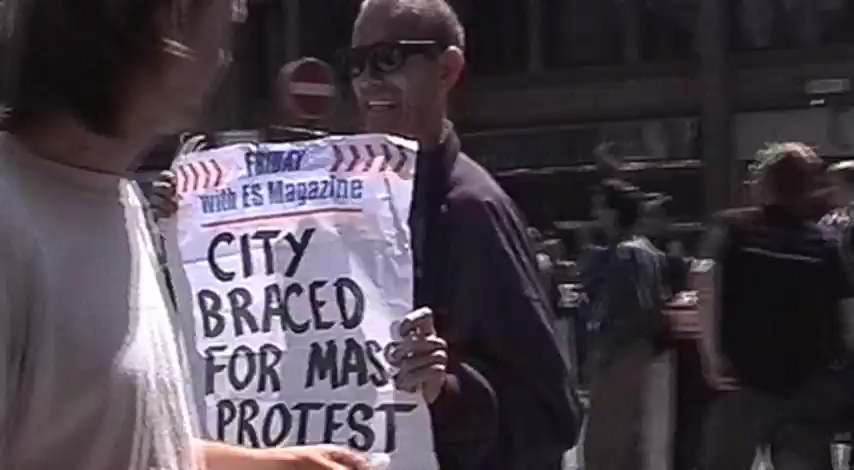 FRIDAY
with ES Magazine
CITY
BRACED
FOR MASS
PROTEST